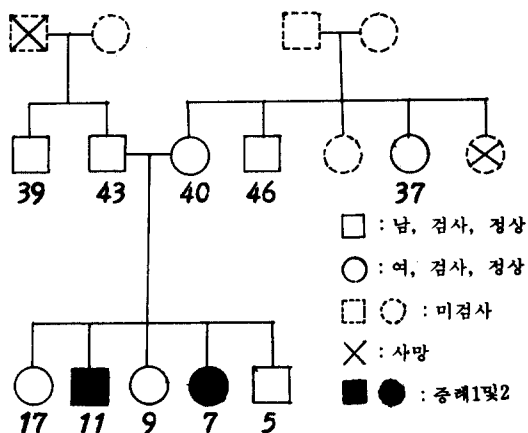 39 43 40 46 37
□ : 남, 검사, 정상
○ : 여, 검사, 정상
: 미검사
: 사망
: 증례1및2
17 11 9 7 5